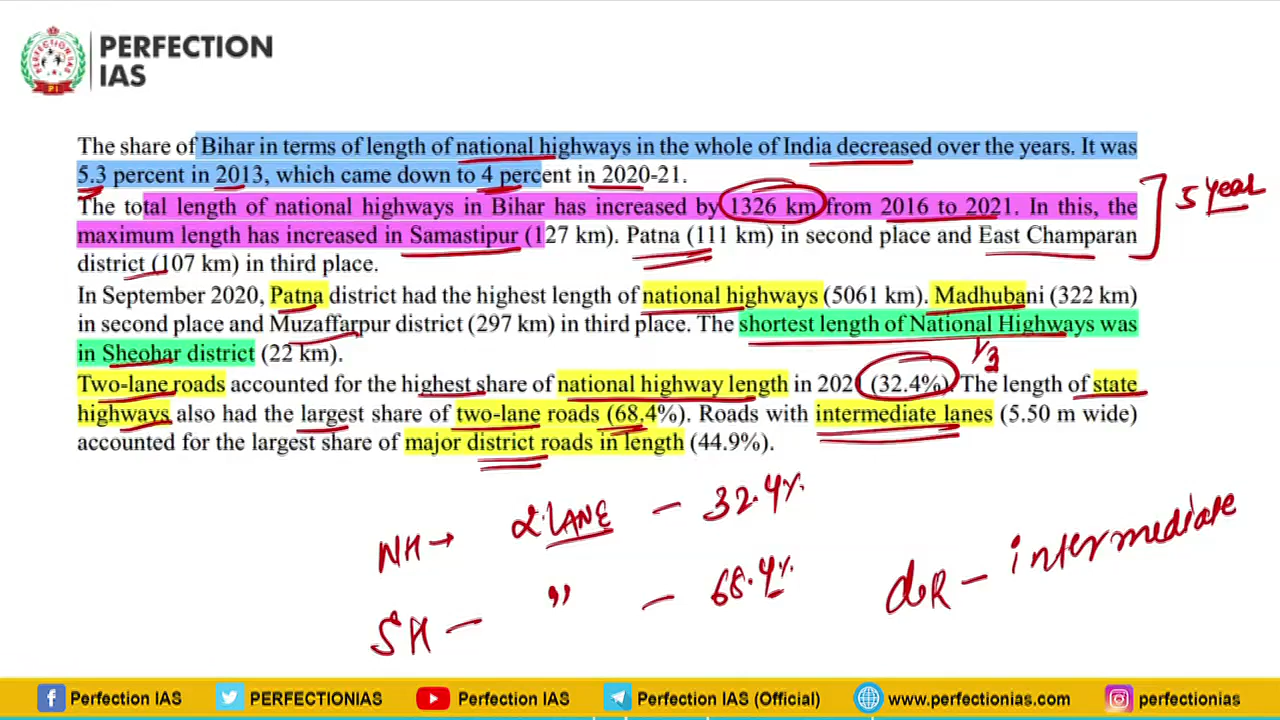 PERFECTION
IAS
The share of Bihar in terms of length of national highways in the whole of India decreased over the years. It was
5.3 percent in 2013, which came down to 4 percent in 2020-21.
The total length of national highways in Bihar has increased by 1326 km from 2016 to 2021. In this, the
maximum length has increased in Samastipur (127 km). Patna (111 km) in second place and East Champaran
district (107 km) in third place.
5 year
In September 2020, Patna district had the highest length of national highways (5061 km). Madhubani (322 km)
in second place and Muzaffarpur district (297 km) in third place. The shortest length of National Highways was
in Sheohar district (22 km).
1/3
Two-lane roads accounted for the highest share of national highway length in 2021 (32.4%). The length of state
highways also had the largest share of two-lane roads (68.4%). Roads with intermediate lanes (5.50 m wide)
accounted for the largest share of major district roads in length (44.9%).
NH → 2 LANE – 32.4%
SH – " – 68.4%
dR – intermediate
Perfection IAS PERFECTIONIAS Perfection IAS Perfection IAS (Official) www.perfectionias.com perfectionias